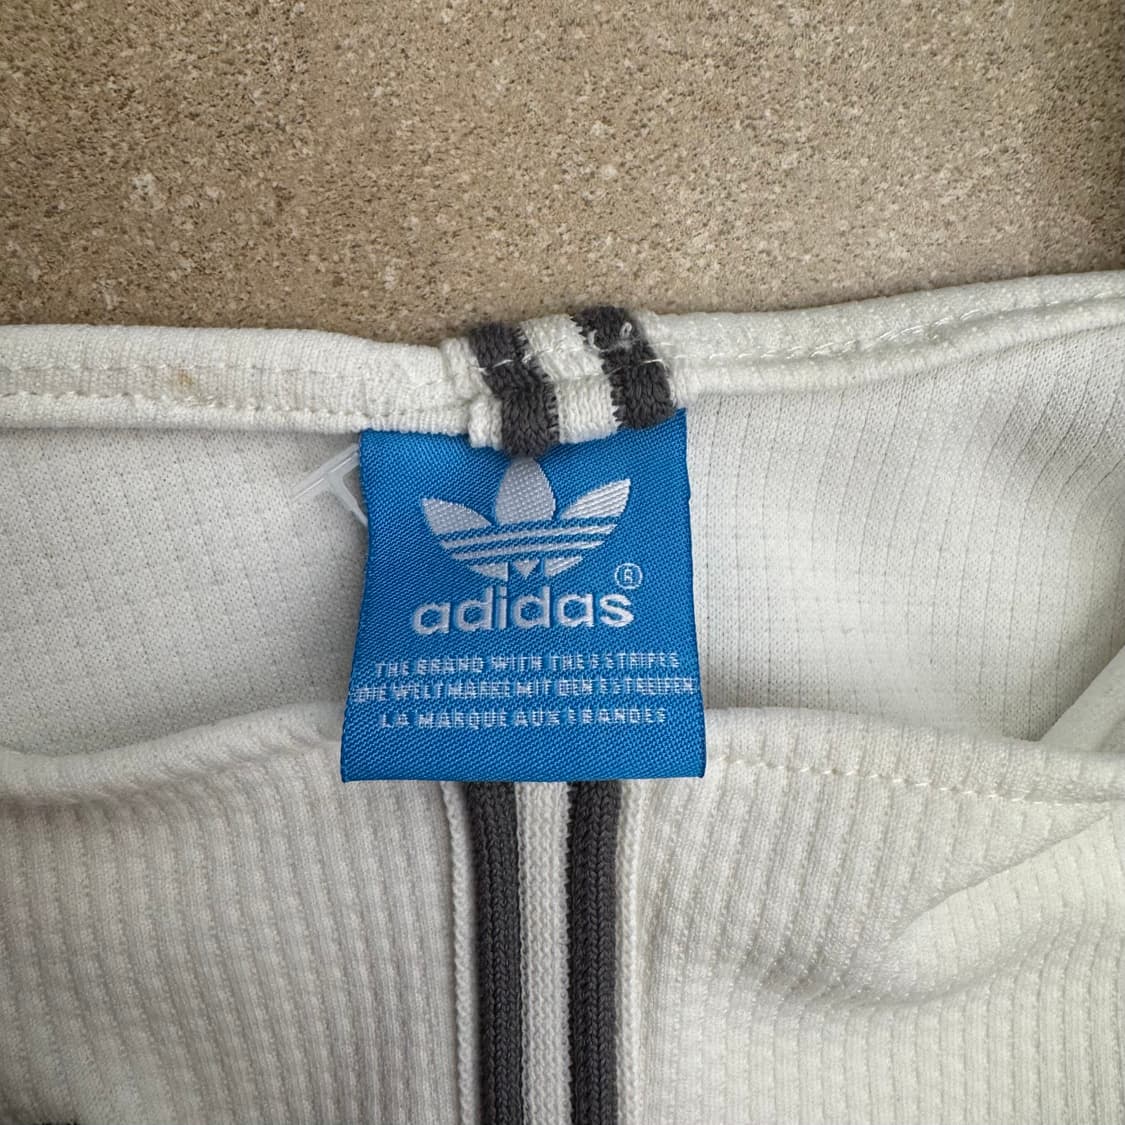 adidas®
THE BRAND WITH THE 3 STRIPES
DIE WELTMARKE MIT DEN 3 STREIFEN
LA MARQUE AUX 3 BANDES